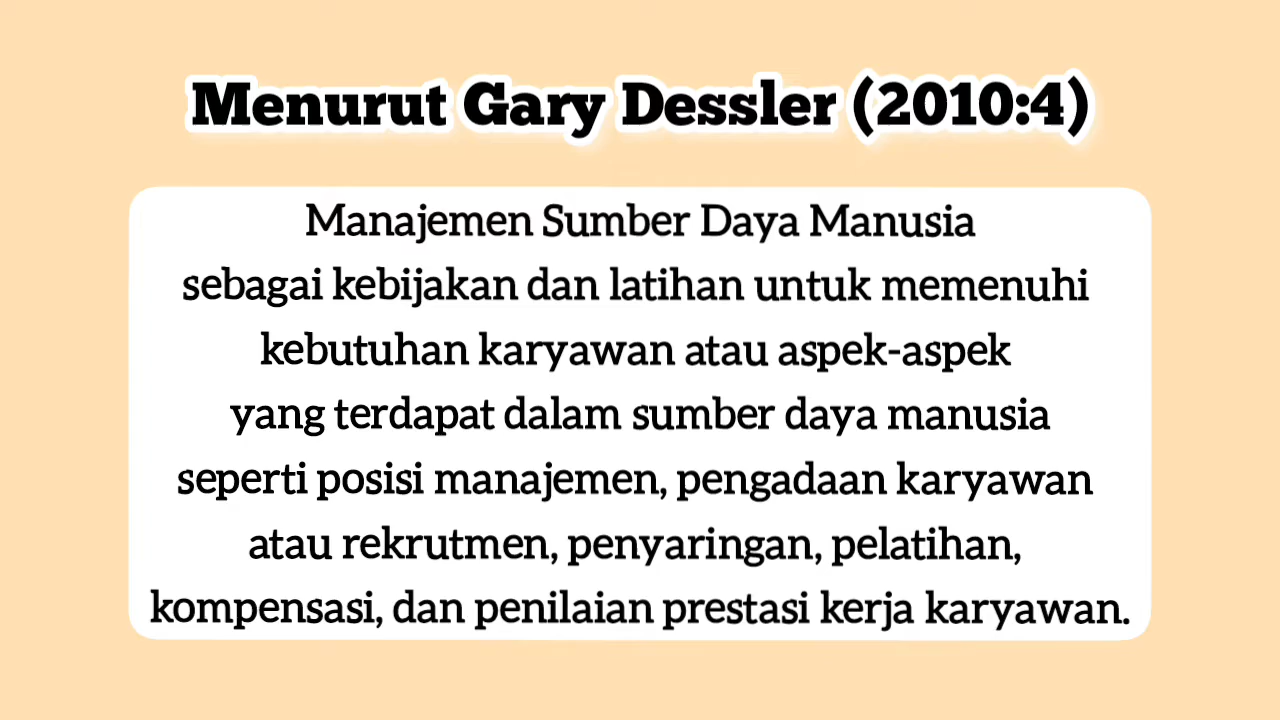 Menurut Gary Dessler (2010:4)
Manajemen Sumber Daya Manusia
sebagai kebijakan dan latihan untuk memenuhi
kebutuhan karyawan atau aspek-aspek
yang terdapat dalam sumber daya manusia
seperti posisi manajemen, pengadaan karyawan
atau rekrutmen, penyaringan, pelatihan,
kompensasi, dan penilaian prestasi kerja karyawan.